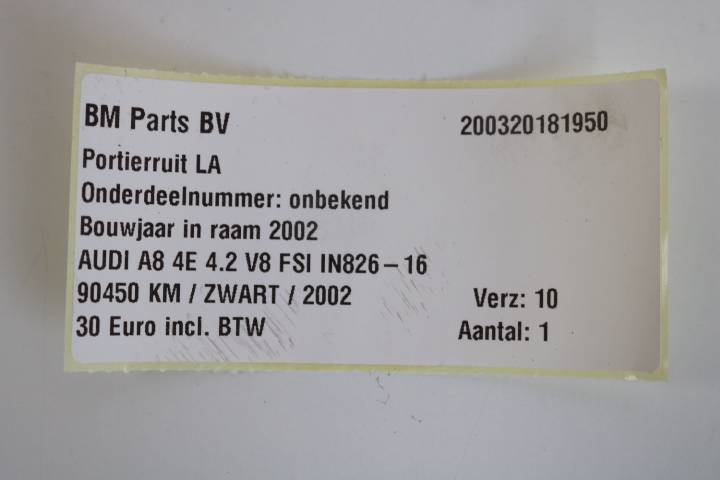 BM Parts BV 200320181950
Portierruit LA
Onderdeelnummer: onbekend
Bouwjaar in raam 2002
AUDI A8 4E 4.2 V8 FSI IN826-16
90450 KM / ZWART / 2002 Verz: 10
30 Euro incl. BTW Aantal: 1